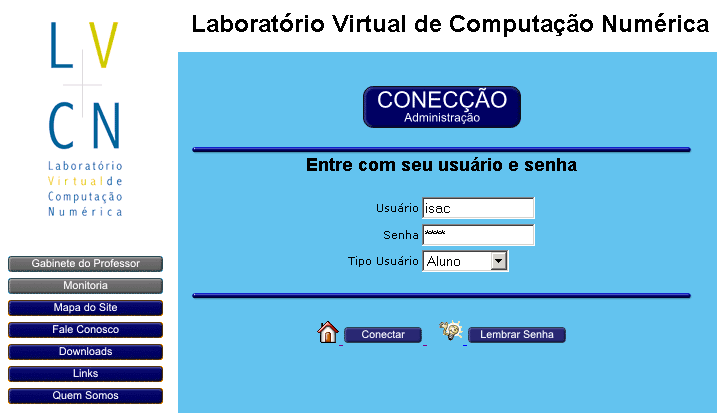 Laboratório Virtual de Computação Numérica
L V
C N
Laboratório
Virtual de
Computação
Numérica
CONECÇÃO
Administração
Entre com seu usuário e senha
Usuário isac
Senha ****
Tipo Usuário Aluno
Conectar Lembrar Senha
Gabinete do Professor
Monitoria
Mapa do Site
Fale Conosco
Downloads
Links
Quem Somos